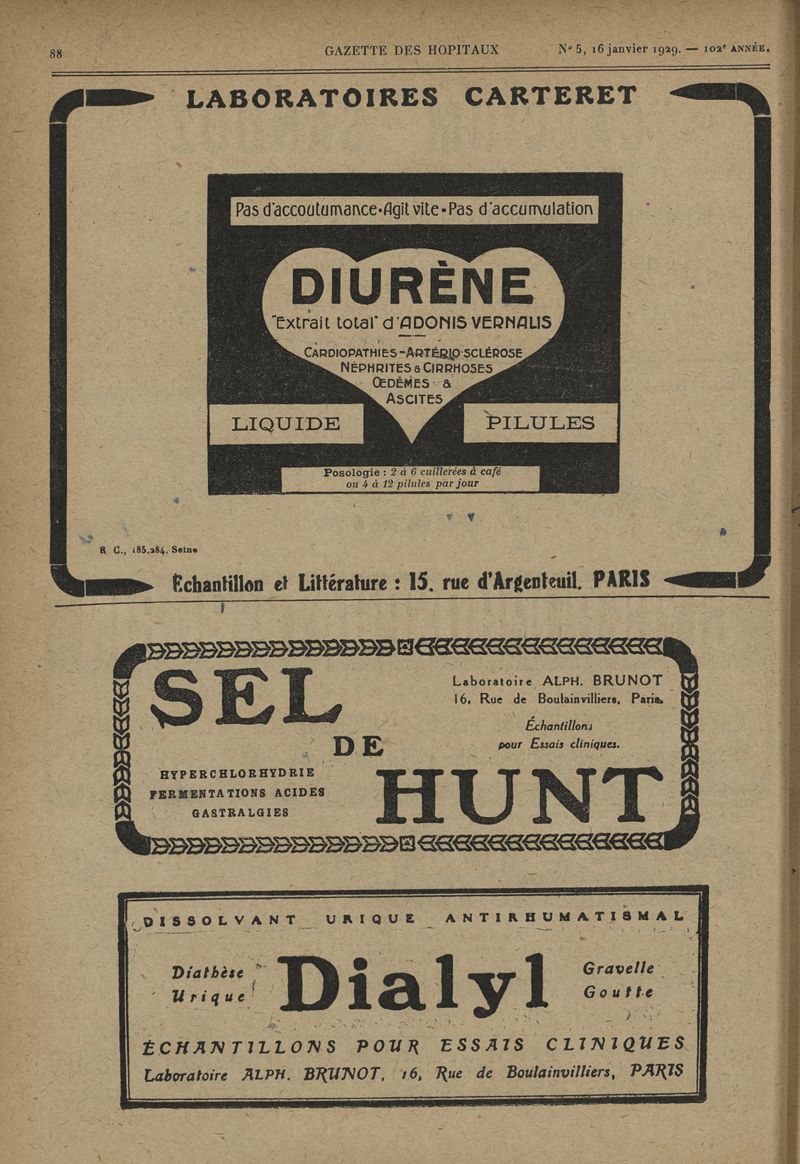 88
GAZETTE DES HOPITAUX
Nº 5, 16 janvier 1929. — 102e ANNÉE.
LABORATOIRES CARTERET
Pas d'accoutumance•Agit vite•Pas d'accumulation
DIURÈNE
"Extrait total" d'ADONIS VERNALIS
CARDIOPATHIES-ARTÉRIO-SCLÉROSE
NÉPHRITES & CIRRHOSES
ŒDÈMES & 
ASCITES
LIQUIDE
PILULES
Posologie : 2 à 6 cuillerées à café
ou 4 à 12 pilules par jour
R C., 185.284, Seine
Échantillon et Littérature : 15. rue d'Argenteuil. PARIS
SEL
DE
HUNT
Laboratoire ALPH. BRUNOT
16, Rue de Boulainvilliers, Paris.
Échantillons
pour Essais cliniques.
HYPERCHLORHYDRIE
FERMENTATIONS ACIDES
GASTRALGIES
DISSOLVANT URIQUE ANTIRHUMATISMAL
Diathèse
Urique
Dialyl
Gravelle
Goutte
ÉCHANTILLONS POUR ESSAIS CLINIQUES
Laboratoire ALPH. BRUNOT, 16, Rue de Boulainvilliers, PARIS